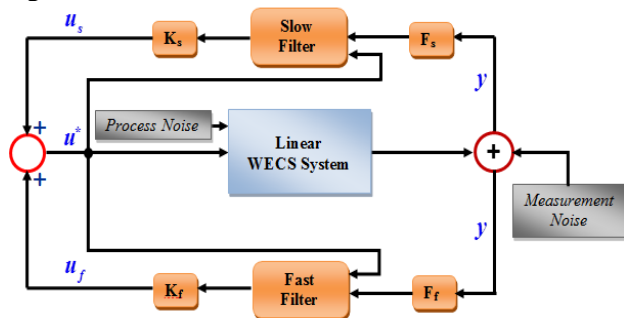 u_s
K_s
Slow
Filter
F_s
y
Process Noise
+
u*
Linear
WECS System
+
+
Measurement
Noise
y
u_f
K_f
Fast
Filter
F_f